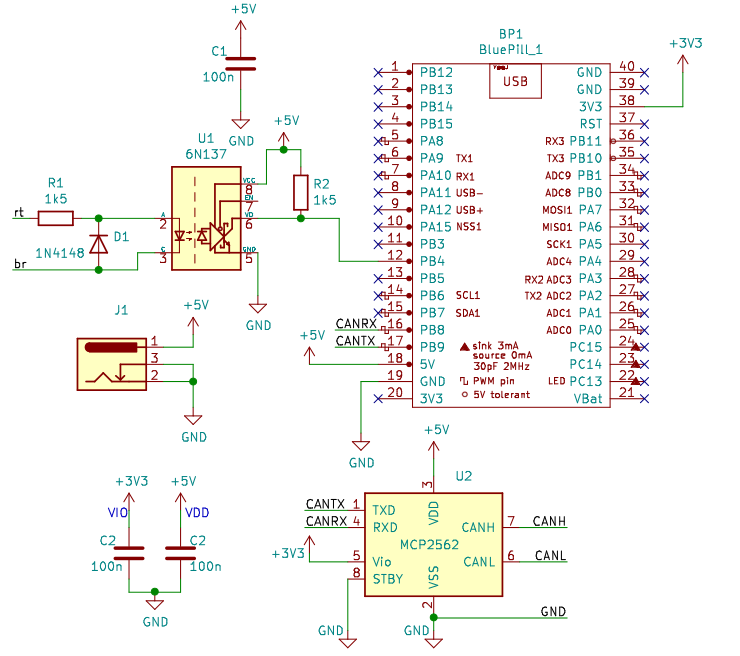 +5V
C1
100n
GND
BP1
BluePill_1
+3V3
USB
1 PB12
2 PB13
3 PB14
4 PB15
5 PA8
6 PA9 TX1
7 PA10 RX1
8 PA11 USB-
9 PA12 USB+
10 PA15 NSS1
11 PB3
12 PB4
13 PB5
14 PB6 SCL1
15 PB7 SDA1
CANRX 16 PB8
CANTX 17 PB9
18 5V
19 GND
20 3V3
GND 40
GND 39
3V3 38
RST 37
RX3 PB11 36
TX3 PB10 35
ADC9 PB1 34
ADC8 PB0 33
MOSI1 PA7 32
MISO1 PA6 31
SCK1 PA5 30
ADC4 PA4 29
RX2 ADC3 PA3 28
TX2 ADC2 PA2 27
ADC1 PA1 26
ADC0 PA0 25
PC15 24
PC14 23
LED PC13 22
VBat 21
sink 3mA
source 0mA
30pF 2MHz
PWM pin
5V tolerant
+5V
GND
U1
6N137
+5V
R2
1k5
R1
1k5
rt
D1
1N4148
br
A
2
C
3
VCC
8
EN
7
VO
6
GND
5
GND
J1
+5V
1
3
2
GND
+3V3
+5V
VIO
VDD
C2
100n
C2
100n
GND
+5V
U2
MCP2562
3
VDD
CANTX 1 TXD
CANRX 4 RXD
+3V3
5 Vio
8 STBY
CANH 7 CANH
CANL 6 CANL
VSS
2
GND
GND
GND